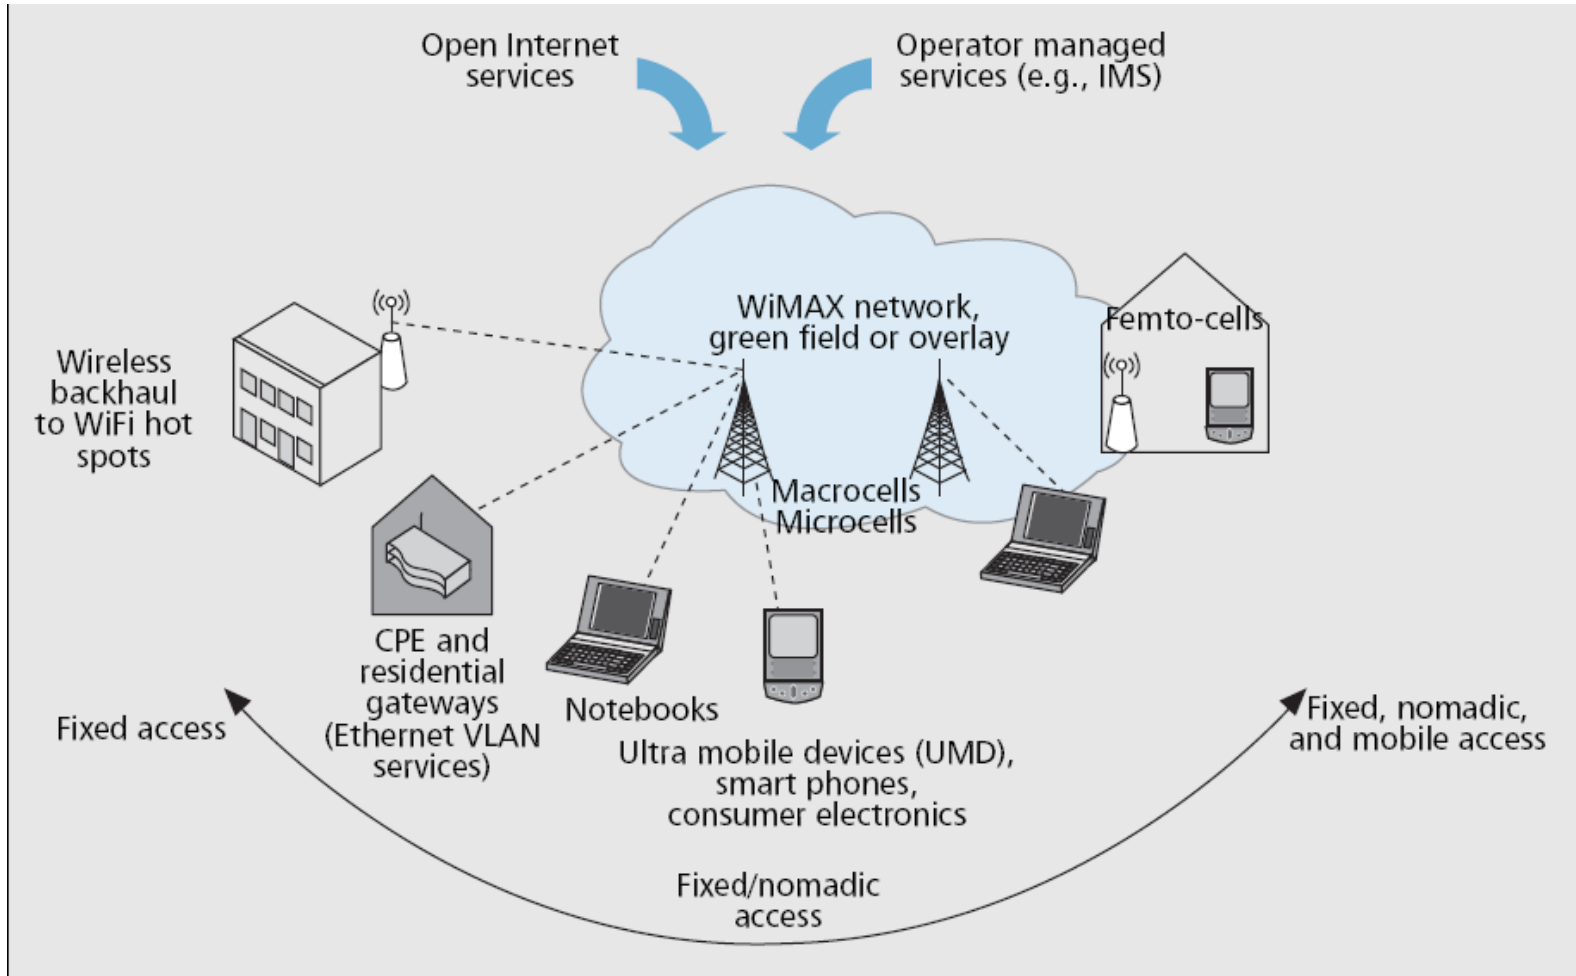 Open Internet
services
Operator managed
services (e.g., IMS)
WiMAX network,
green field or overlay
Femto-cells
Wireless
backhaul
to WiFi hot
spots
Macrocells
Microcells
CPE and
residential
gateways
(Ethernet VLAN
services)
Notebooks
Ultra mobile devices (UMD),
smart phones,
consumer electronics
Fixed access
Fixed, nomadic,
and mobile access
Fixed/nomadic
access